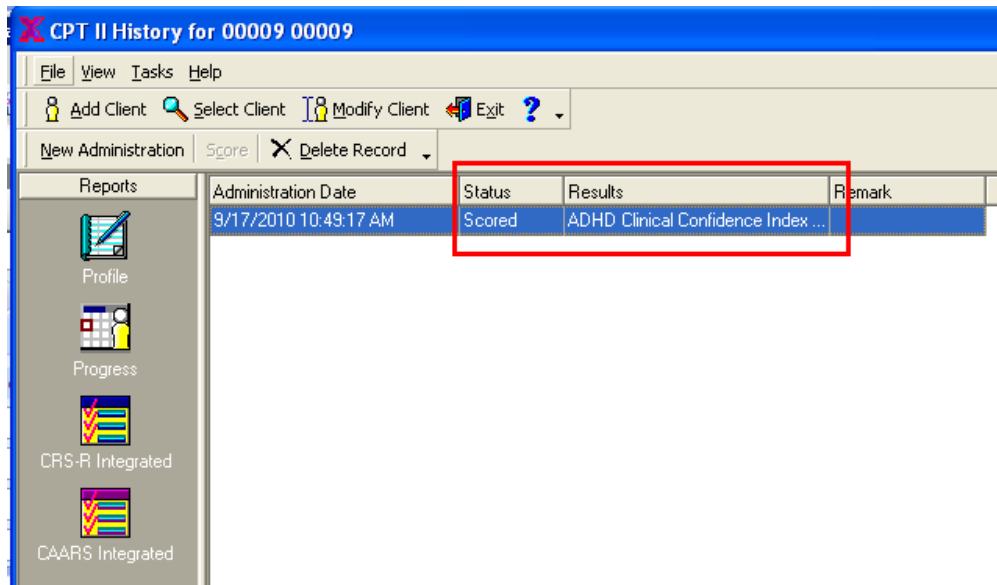 CPT II History for 00009 00009
File View Tasks Help
Add Client Select Client Modify Client Exit ?
New Administration Score Delete Record
Reports Administration Date Status Results Remark
9/17/2010 10:49:17 AM Scored ADHD Clinical Confidence Index ...
Profile
Progress
CRS-R Integrated
CAARS Integrated